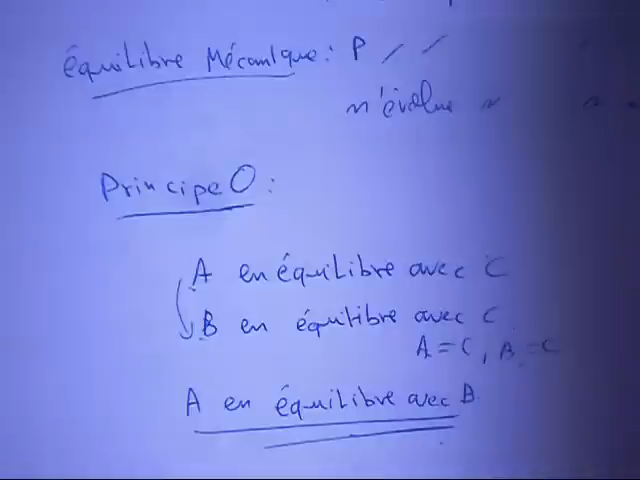 équilibre Mécanique : P //
n'évolue ~ ~ ~
Principe 0 :
A en équilibre avec C
B en équilibre avec C
A = C, B = C
A en équilibre avec B